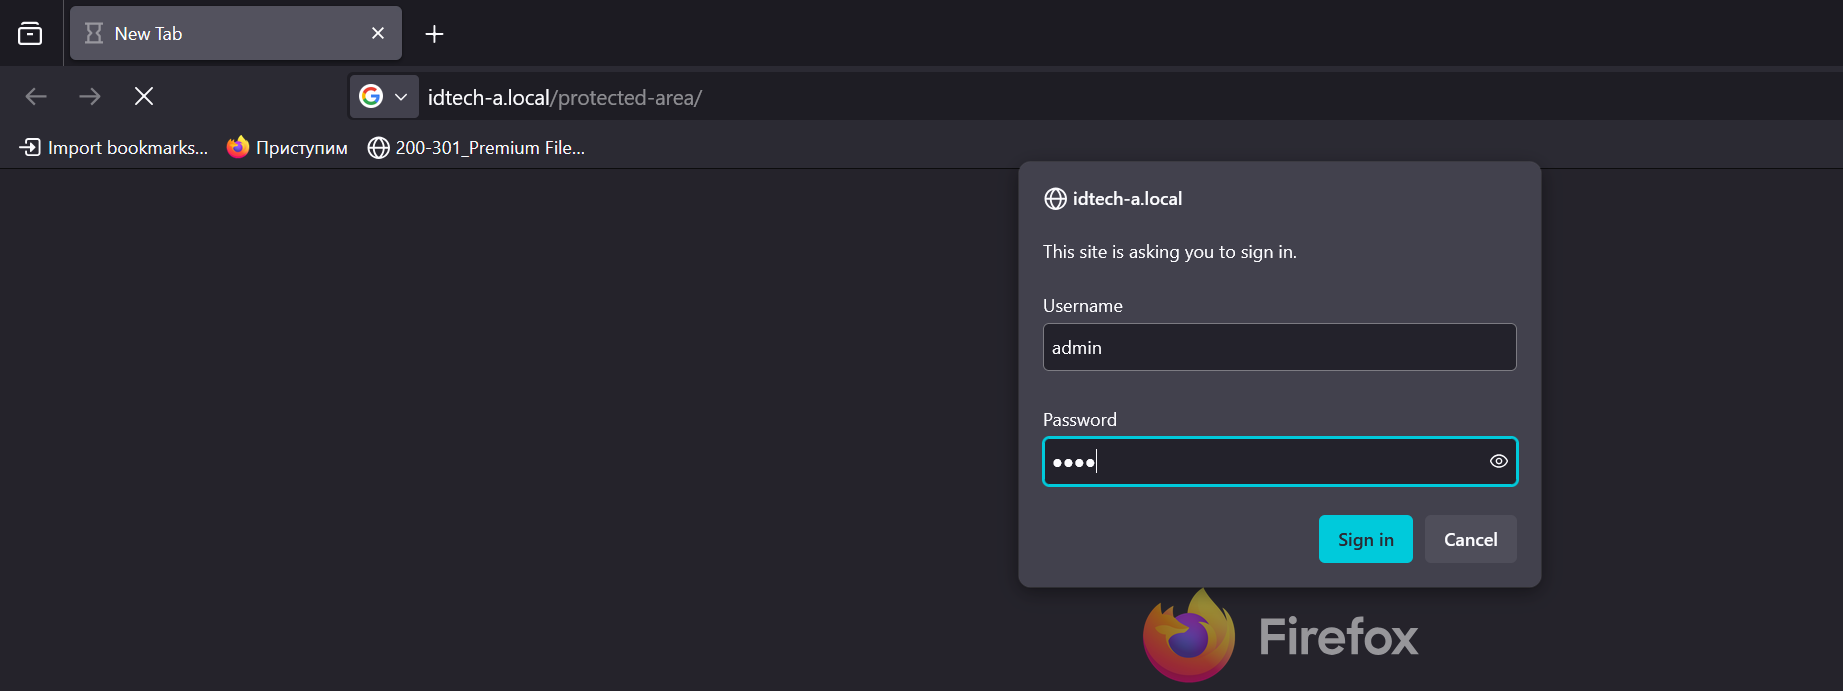 New Tab
idtech-a.local/protected-area/
Import bookmarks... Приступим 200-301_Premium File...
idtech-a.local
This site is asking you to sign in.
Username
admin
Password
Sign in Cancel
Firefox